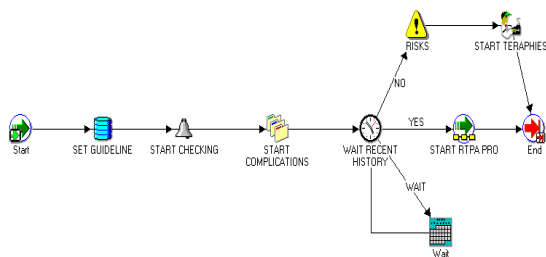 RISKS
START TERAPHIES
NO
Start
SET GUIDELINE
START CHECKING
START
COMPLICATIONS
WAIT RECENT
HISTORY
YES
START RTPA PRO
End
WAIT
Wait